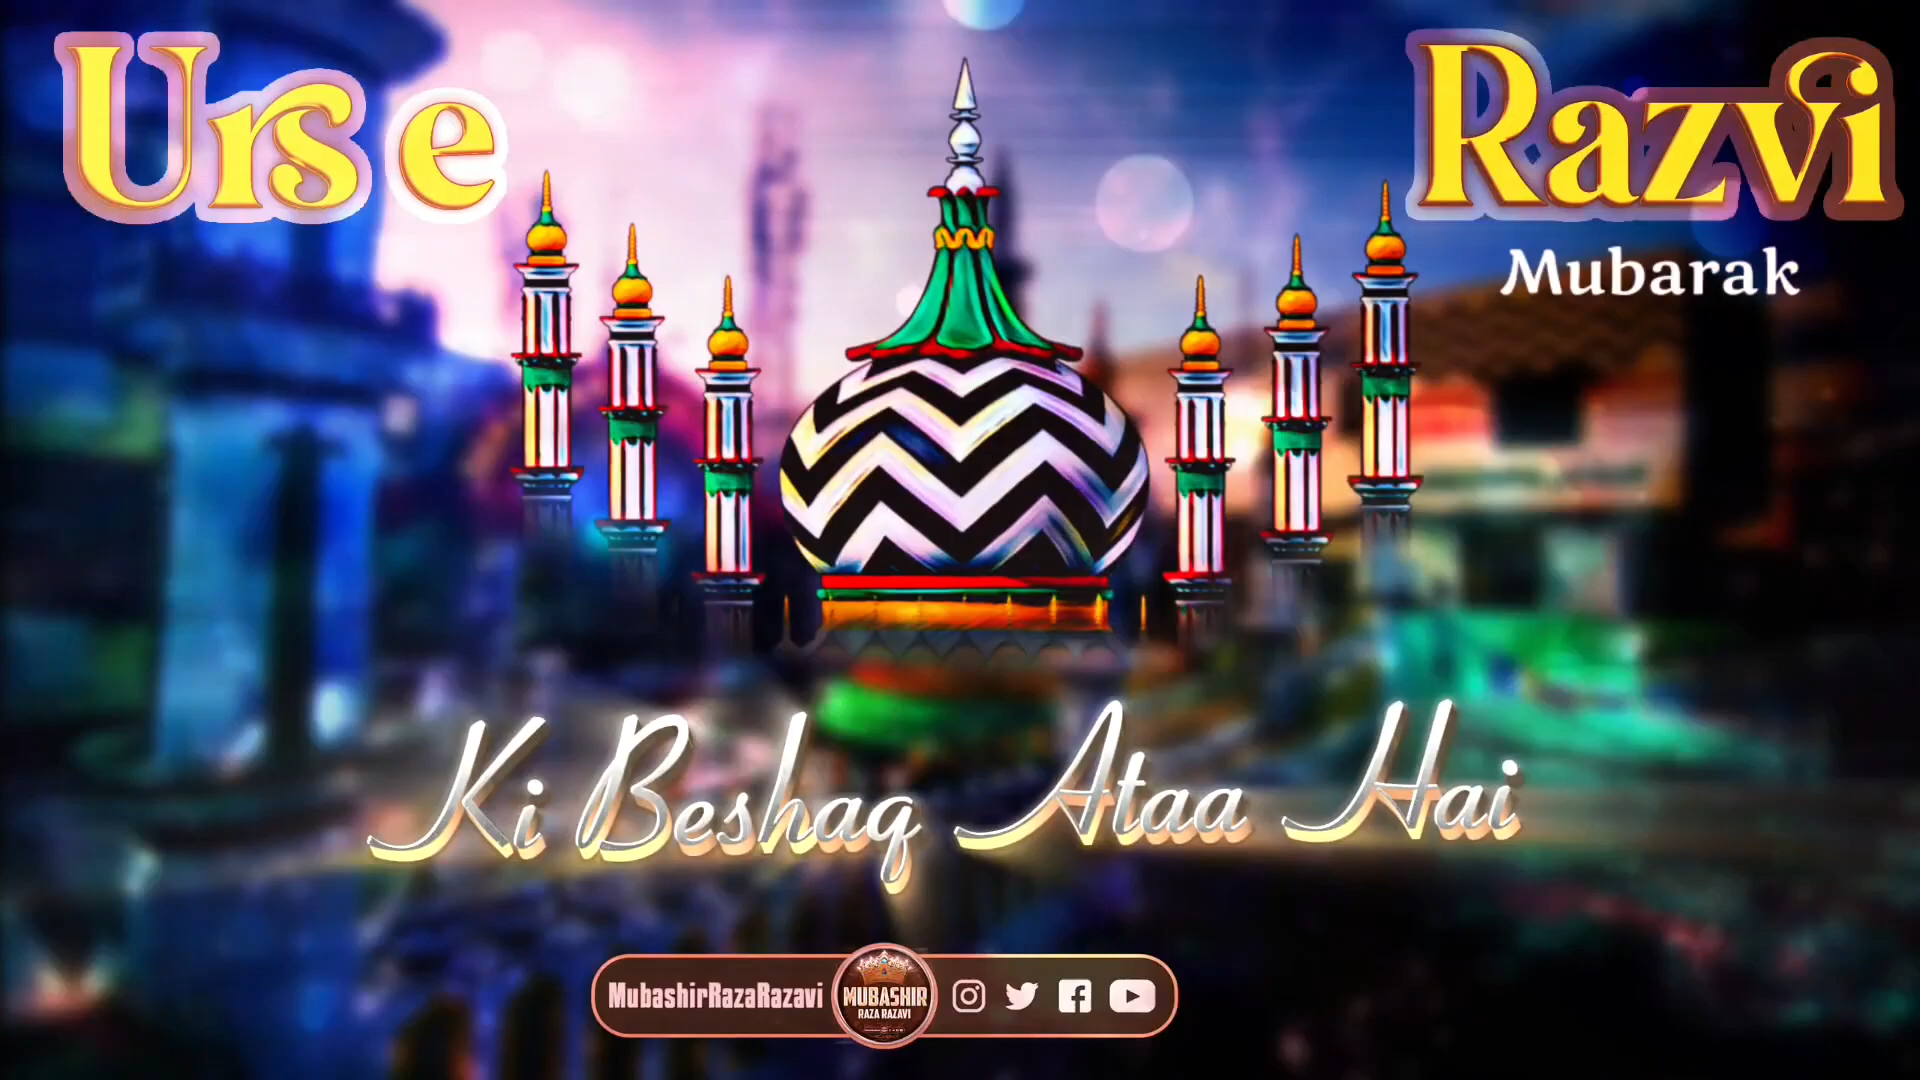 Urs e Razvi
Mubarak
Ki Beshaq Ataa Hai
MubashirRazaRazavi
MUBASHIR
RAZA RAZAVI